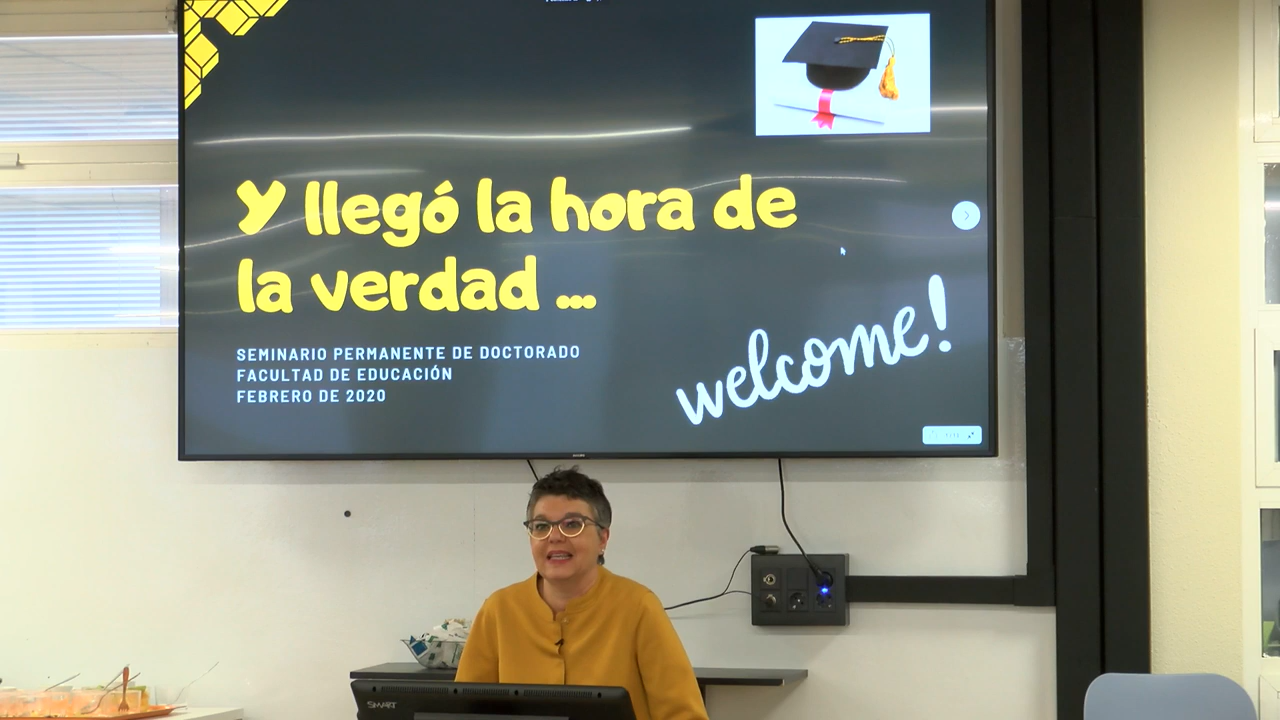 Y llegó la hora de
la verdad ...
SEMINARIO PERMANENTE DE DOCTORADO
FACULTAD DE EDUCACIÓN
FEBRERO DE 2020
welcome!
SMART